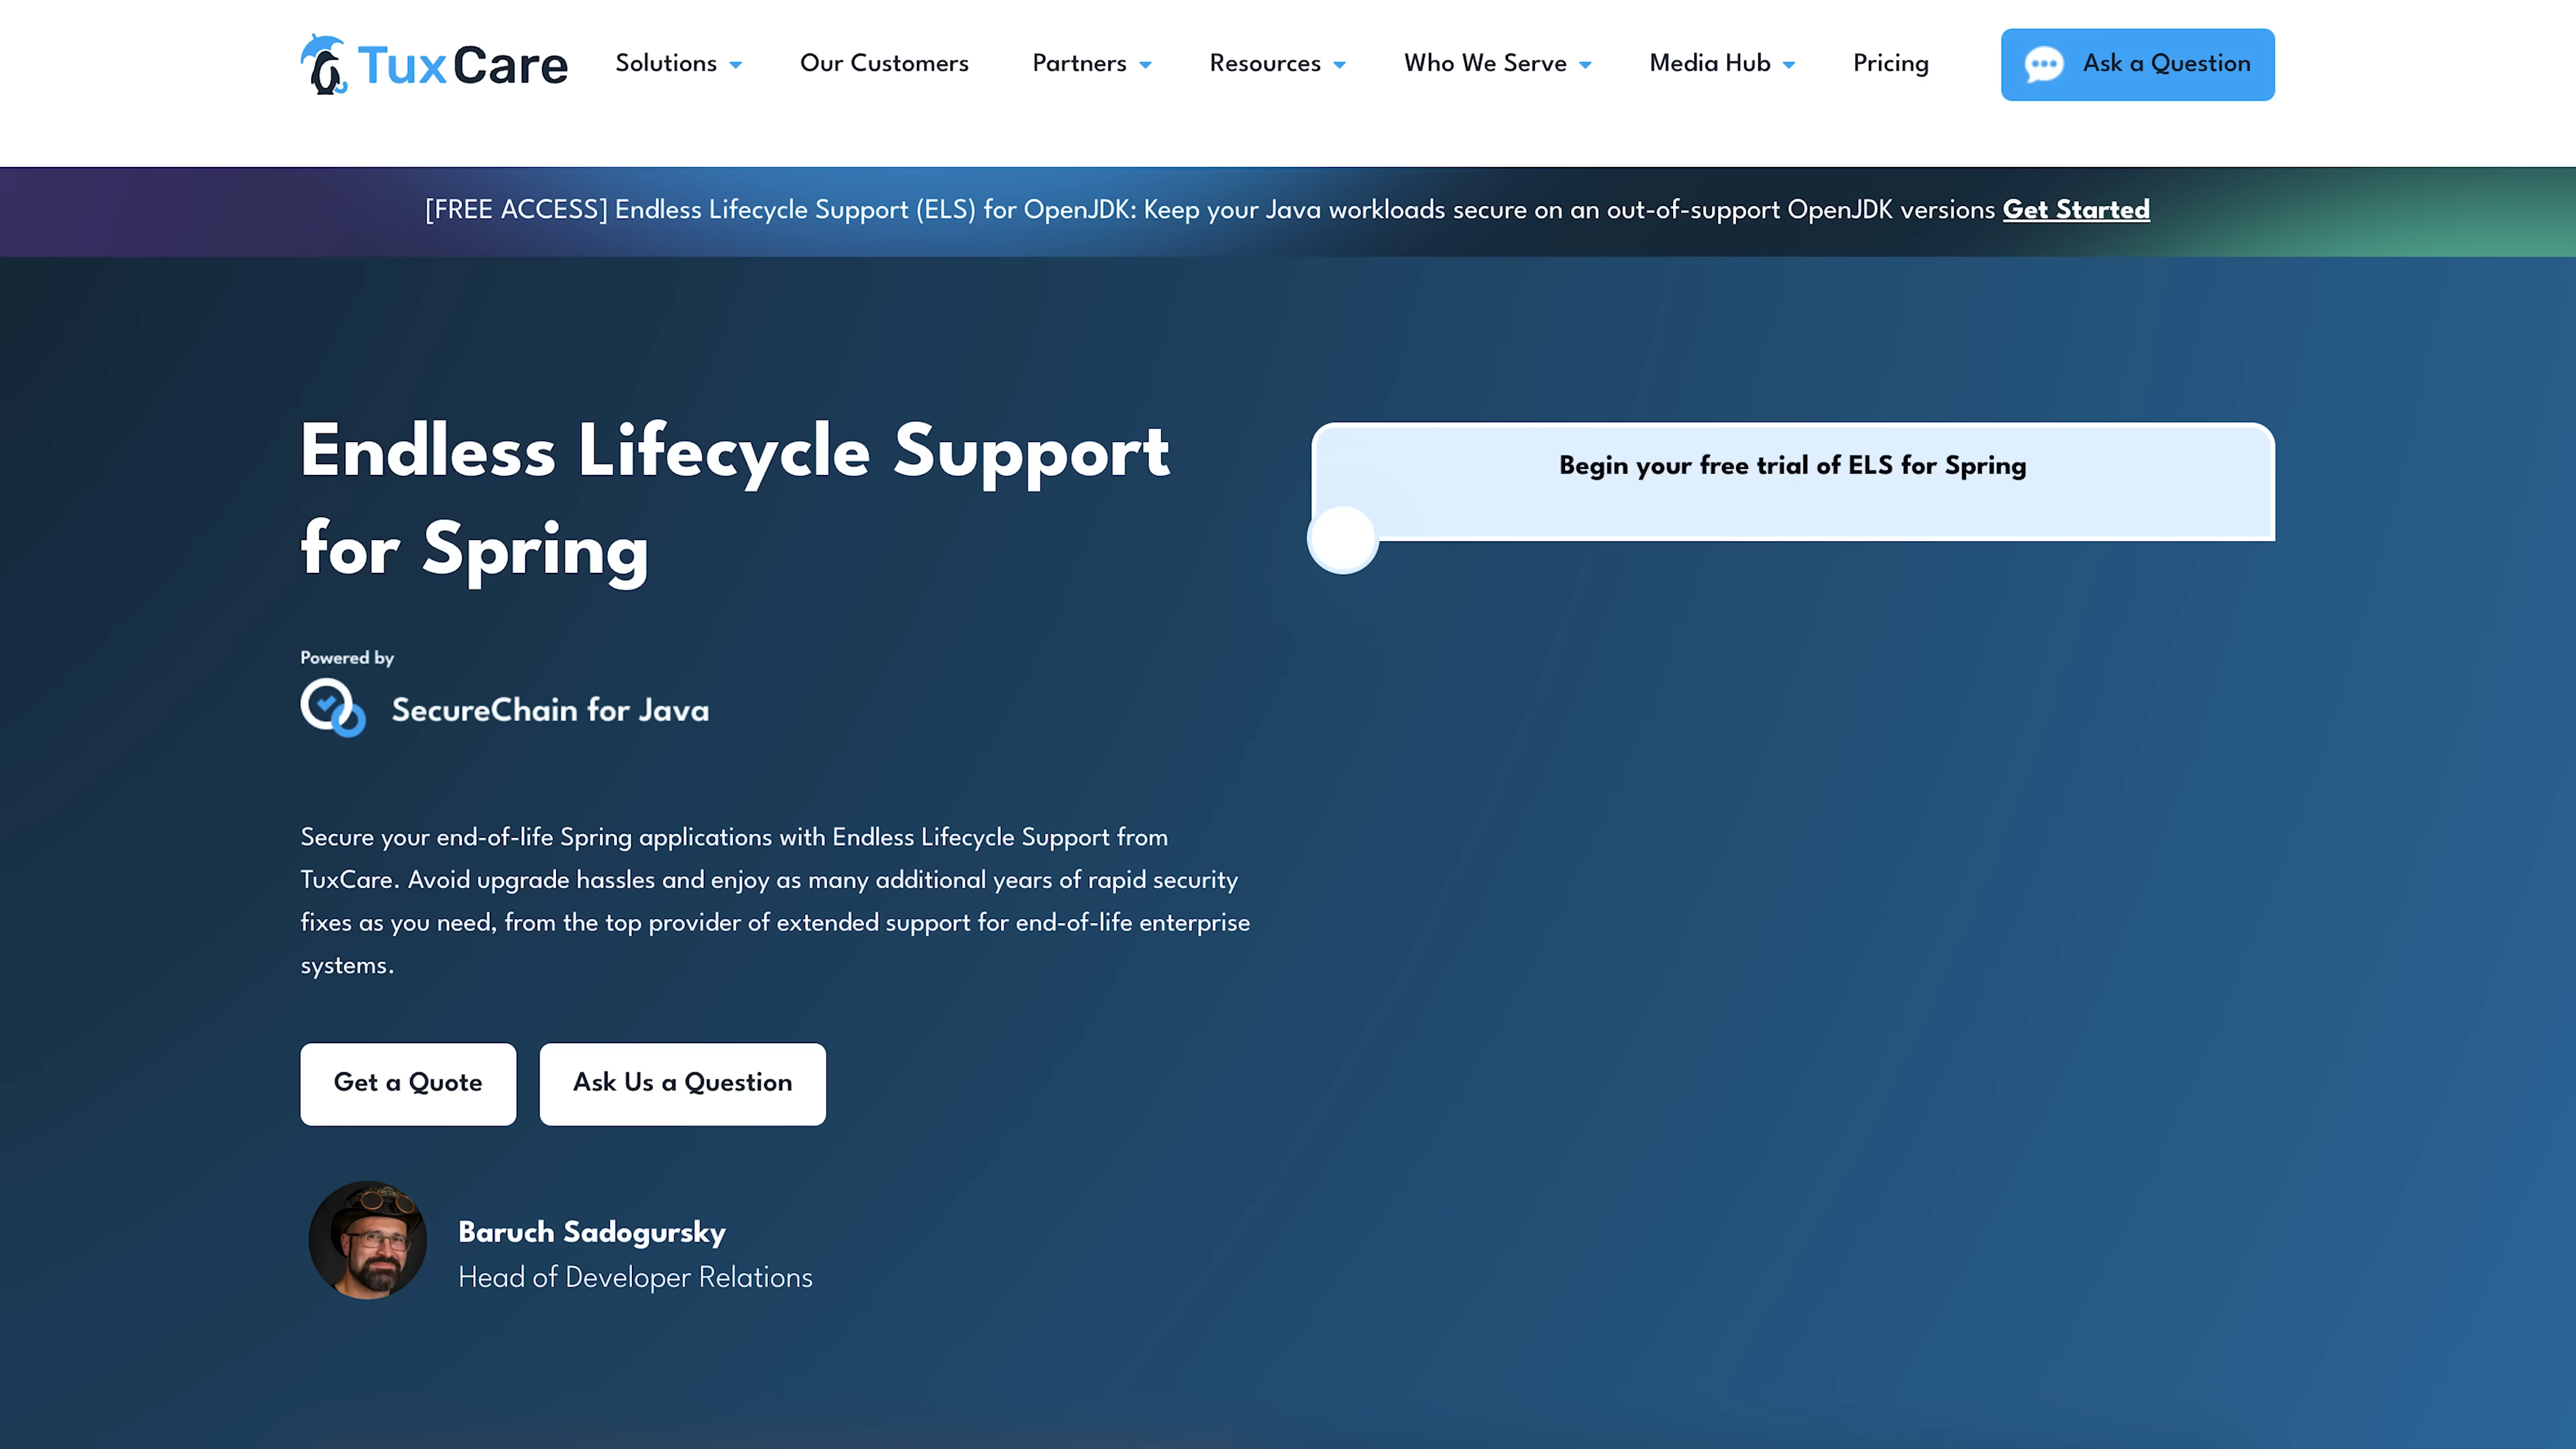 TuxCare
Solutions
Our Customers
Partners
Resources
Who We Serve
Media Hub
Pricing
Ask a Question
[FREE ACCESS] Endless Lifecycle Support (ELS) for OpenJDK: Keep your Java workloads secure on an out-of-support OpenJDK versions Get Started
Endless Lifecycle Support
for Spring
Powered by
SecureChain for Java
Secure your end-of-life Spring applications with Endless Lifecycle Support from
TuxCare. Avoid upgrade hassles and enjoy as many additional years of rapid security
fixes as you need, from the top provider of extended support for end-of-life enterprise
systems.
Get a Quote
Ask Us a Question
Baruch Sadogursky
Head of Developer Relations
Begin your free trial of ELS for Spring